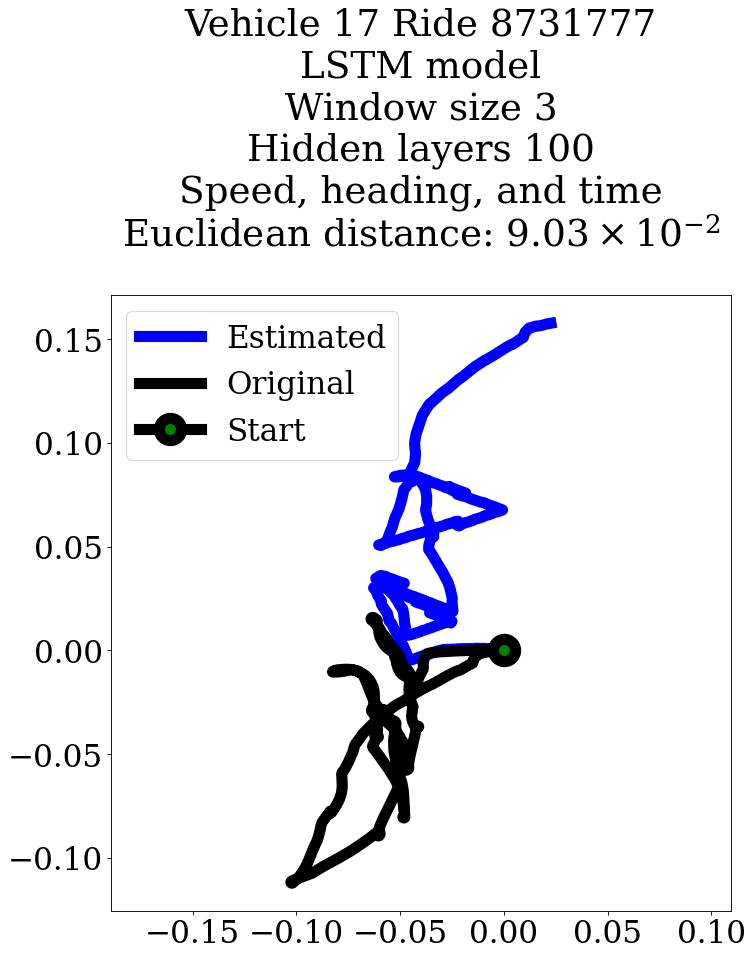 Vehicle 17 Ride 8731777
LSTM model
Window size 3
Hidden layers 100
Speed, heading, and time
Euclidean distance: 9.03 × 10⁻²
Estimated
Original
Start
0.15
0.10
0.05
0.00
−0.05
−0.10
−0.15 −0.10 −0.05 0.00 0.05 0.10